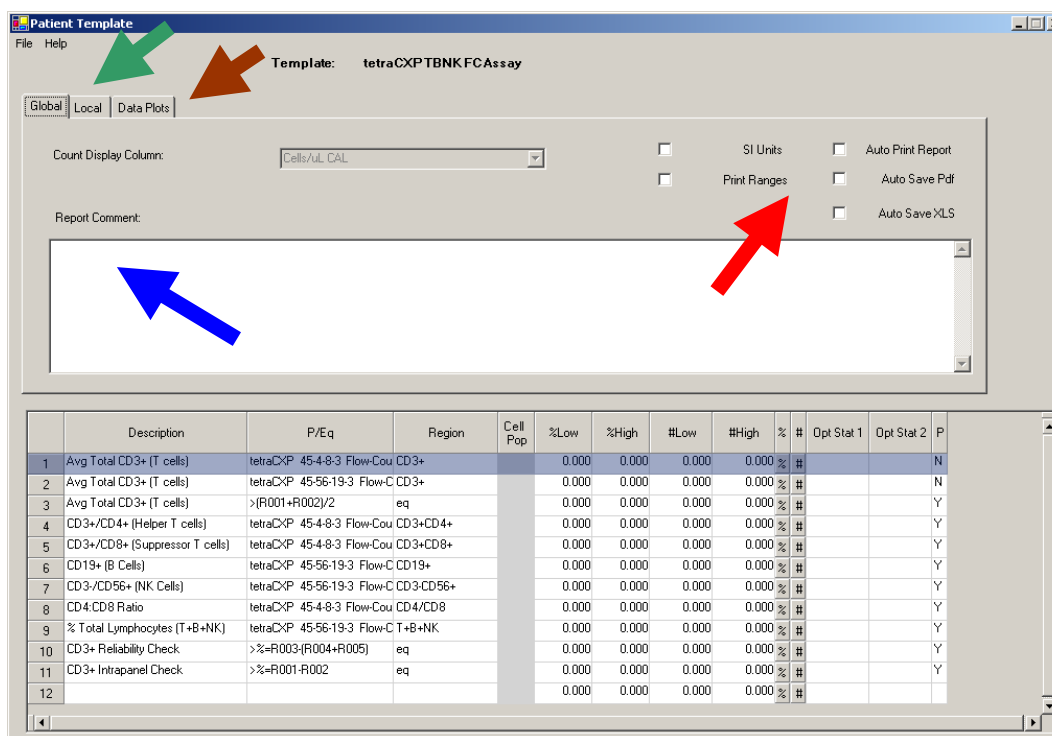 Patient Template
File Help
Template: tetraCXPTBNKFCAssay
Global Local Data Plots
Count Display Column: Cells/uL CAL SI Units Auto Print Report
Print Ranges Auto Save Pdf
Report Comment: Auto Save XLS
Description P/Eq Region Cell Pop %Low %High #Low #High % # Opt Stat 1 Opt Stat 2 P
1 Avg Total CD3+ (T cells) tetraCXP 45-4-8-3 Flow-Cou CD3+ 0.000 0.000 0.000 0.000 % # N
2 Avg Total CD3+ (T cells) tetraCXP 45-56-19-3 Flow-C CD3+ 0.000 0.000 0.000 0.000 % # N
3 Avg Total CD3+ (T cells) >(R001+R002)/2 eq 0.000 0.000 0.000 0.000 % # Y
4 CD3+/CD4+ (Helper T cells) tetraCXP 45-4-8-3 Flow-Cou CD3+CD4+ 0.000 0.000 0.000 0.000 % # Y
5 CD3+/CD8+ (Suppressor T cells) tetraCXP 45-4-8-3 Flow-Cou CD3+CD8+ 0.000 0.000 0.000 0.000 % # Y
6 CD19+ (B Cells) tetraCXP 45-56-19-3 Flow-C CD19+ 0.000 0.000 0.000 0.000 % # Y
7 CD3-/CD56+ (NK Cells) tetraCXP 45-56-19-3 Flow-C CD3-CD56+ 0.000 0.000 0.000 0.000 % # Y
8 CD4:CD8 Ratio tetraCXP 45-4-8-3 Flow-Cou CD4/CD8 0.000 0.000 0.000 0.000 % # Y
9 % Total Lymphocytes (T+B+NK) tetraCXP 45-56-19-3 Flow-C T+B+NK 0.000 0.000 0.000 0.000 % # Y
10 CD3+ Reliability Check >%=R003-(R004+R005) eq 0.000 0.000 0.000 0.000 % # Y
11 CD3+ Intrapanel Check >%=R001-R002 eq 0.000 0.000 0.000 0.000 % # Y
12 0.000 0.000 0.000 0.000 % #